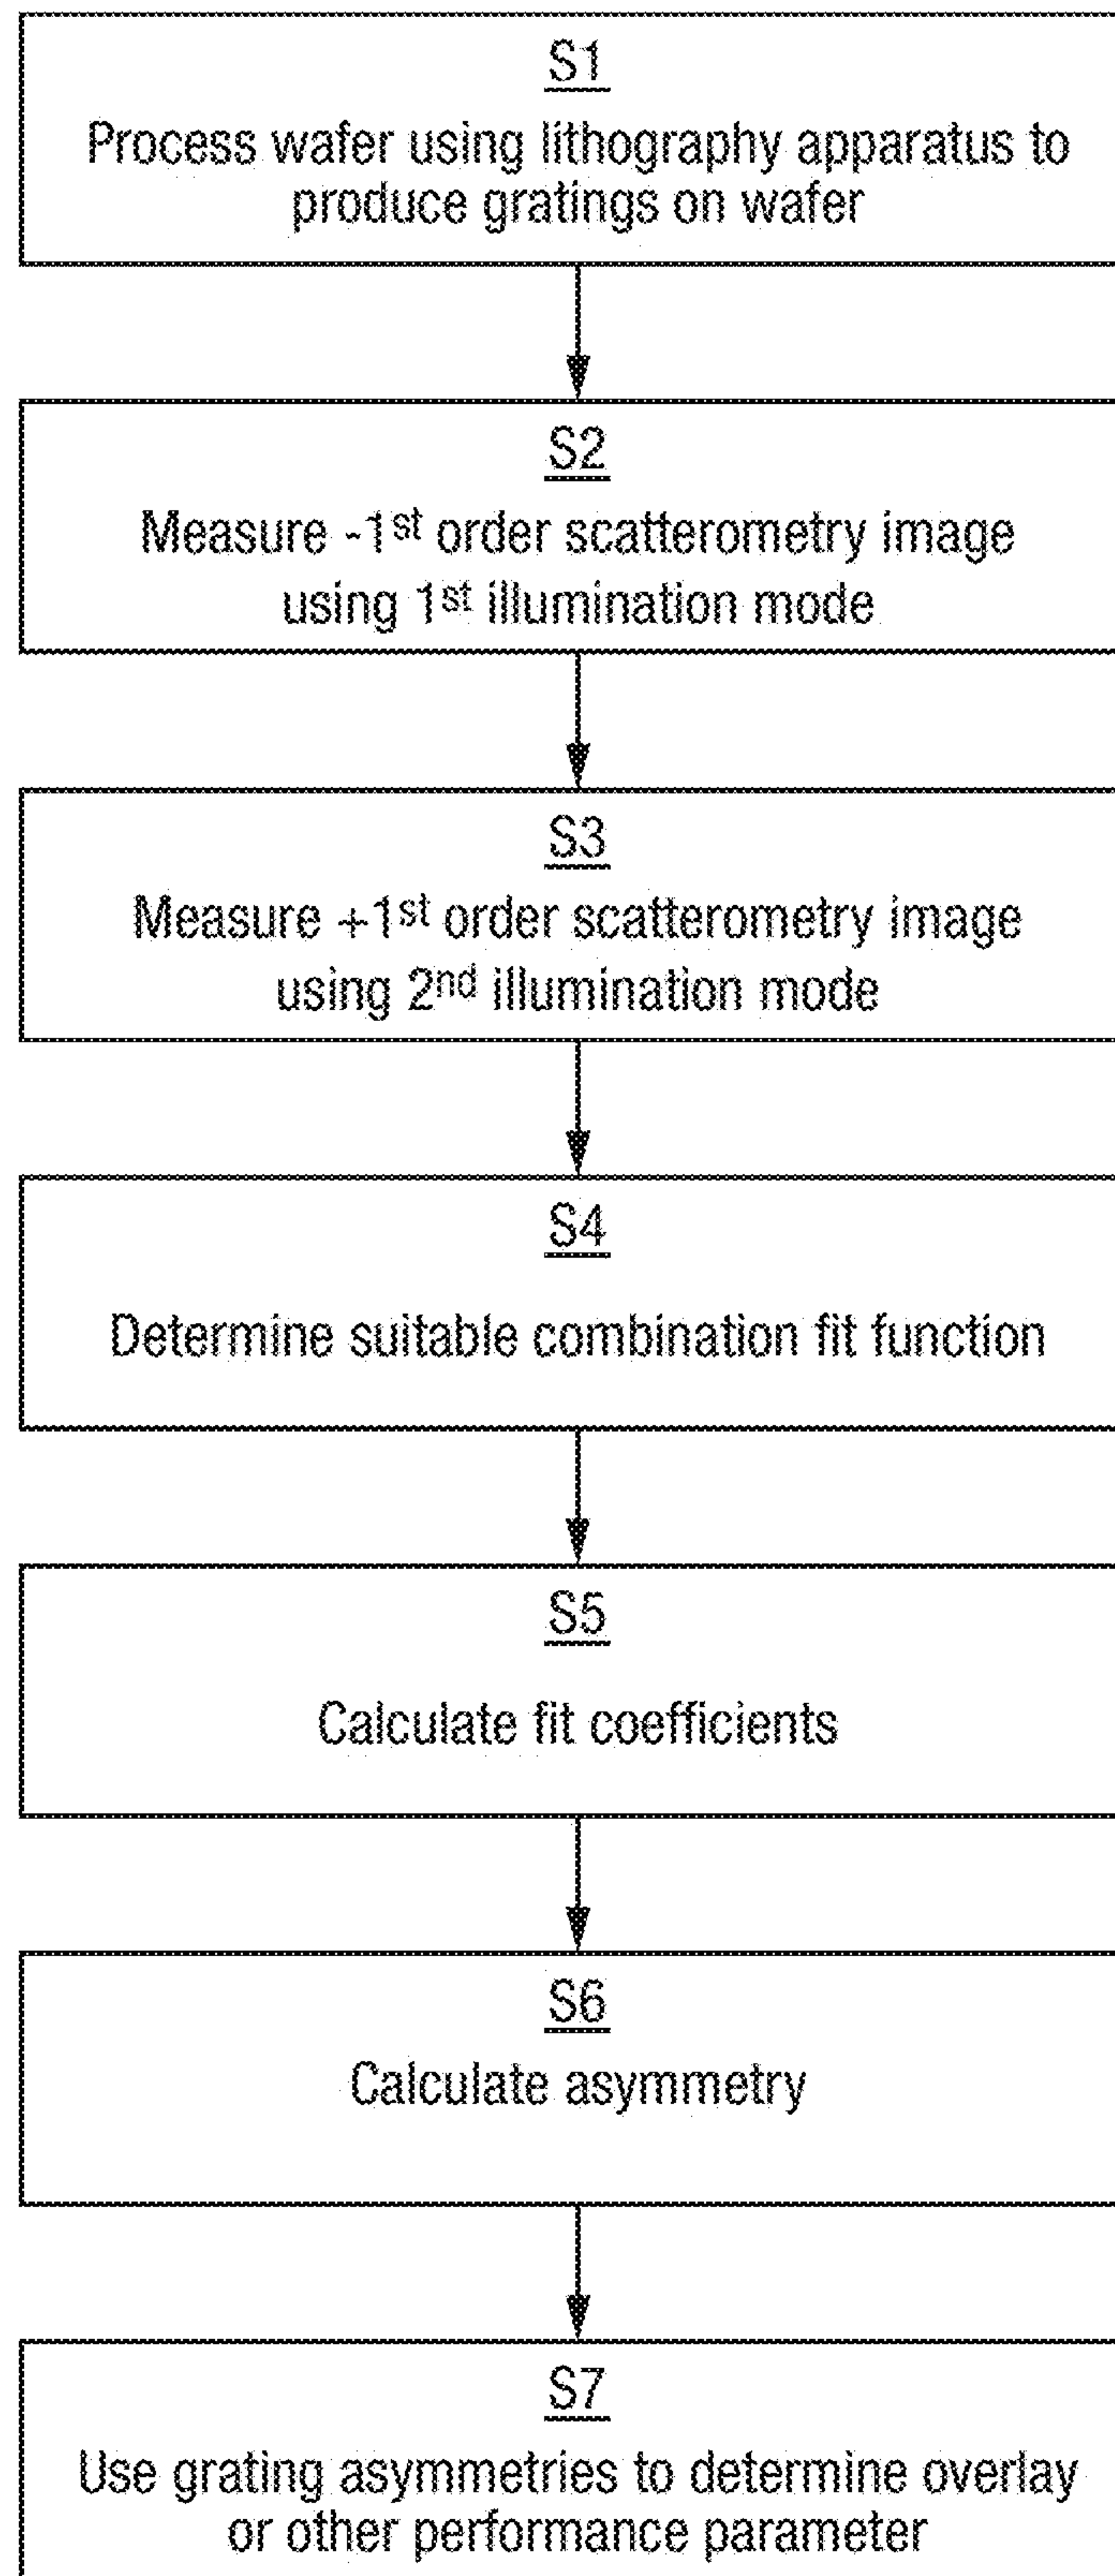 S1
Process wafer using lithography apparatus to
produce gratings on wafer
S2
Measure -1st order scatterometry image
using 1st illumination mode
S3
Measure +1st order scatterometry image
using 2nd illumination mode
S4
Determine suitable combination fit function
S5
Calculate fit coefficients
S6
Calculate asymmetry
S7
Use grating asymmetries to determine overlay
or other performance parameter